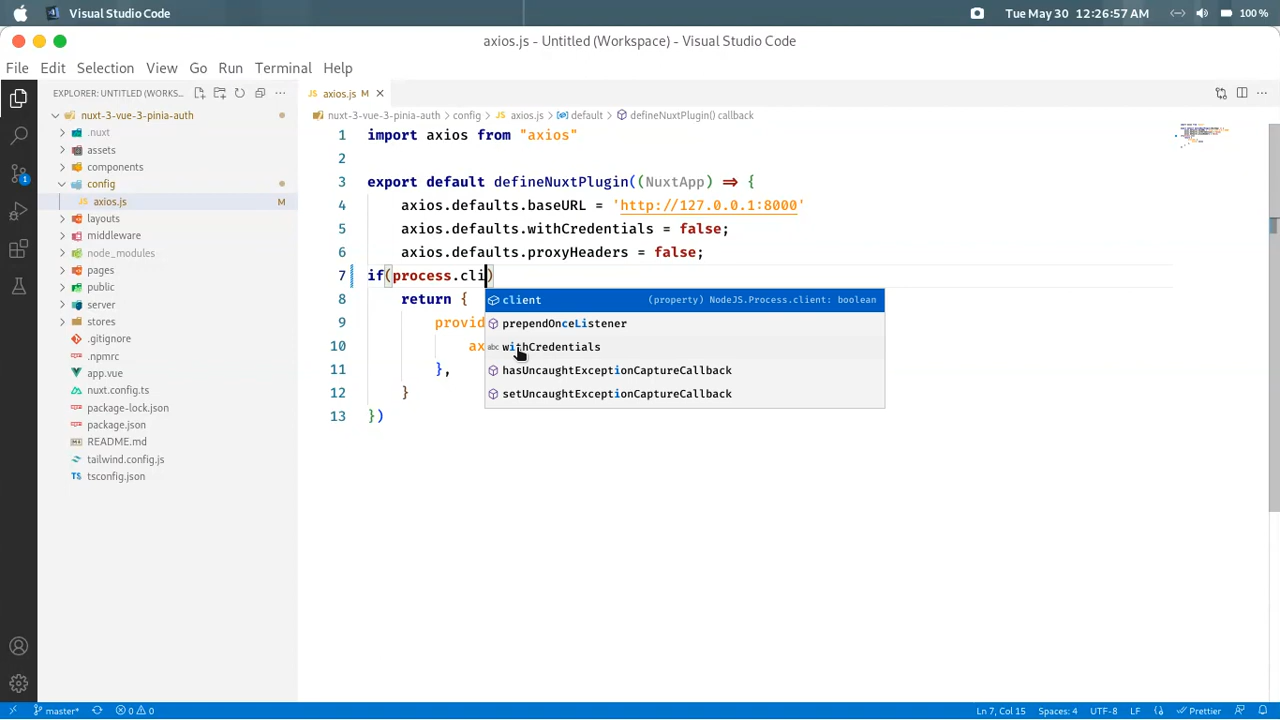 Visual Studio Code
Tue May 30 12:26:57 AM
100 %
axios.js - Untitled (Workspace) - Visual Studio Code
File Edit Selection View Go Run Terminal Help
EXPLORER: UNTITLED (WORKS...
axios.js M
nuxt-3-vue-3-pinia-auth > config > axios.js > default > defineNuxtPlugin() callback
nuxt-3-vue-3-pinia-auth
.nuxt
assets
components
config
axios.js M
layouts
middleware
node_modules
pages
public
server
stores
.gitignore
.npmrc
app.vue
nuxt.config.ts
package-lock.json
package.json
README.md
tailwind.config.js
tsconfig.json
1 import axios from "axios"
2
3 export default defineNuxtPlugin((NuxtApp) => {
4 axios.defaults.baseURL = 'http://127.0.0.1:8000'
5 axios.defaults.withCredentials = false;
6 axios.defaults.proxyHeaders = false;
7 if(process.cli)
8 return {
9 provid
10 ax
11 },
12 }
13 })
client (property) NodeJS.Process.client: boolean
prependOnceListener
abc withCredentials
hasUncaughtExceptionCaptureCallback
setUncaughtExceptionCaptureCallback
1
master* 0 0
Ln 7, Col 15 Spaces: 4 UTF-8 LF Prettier